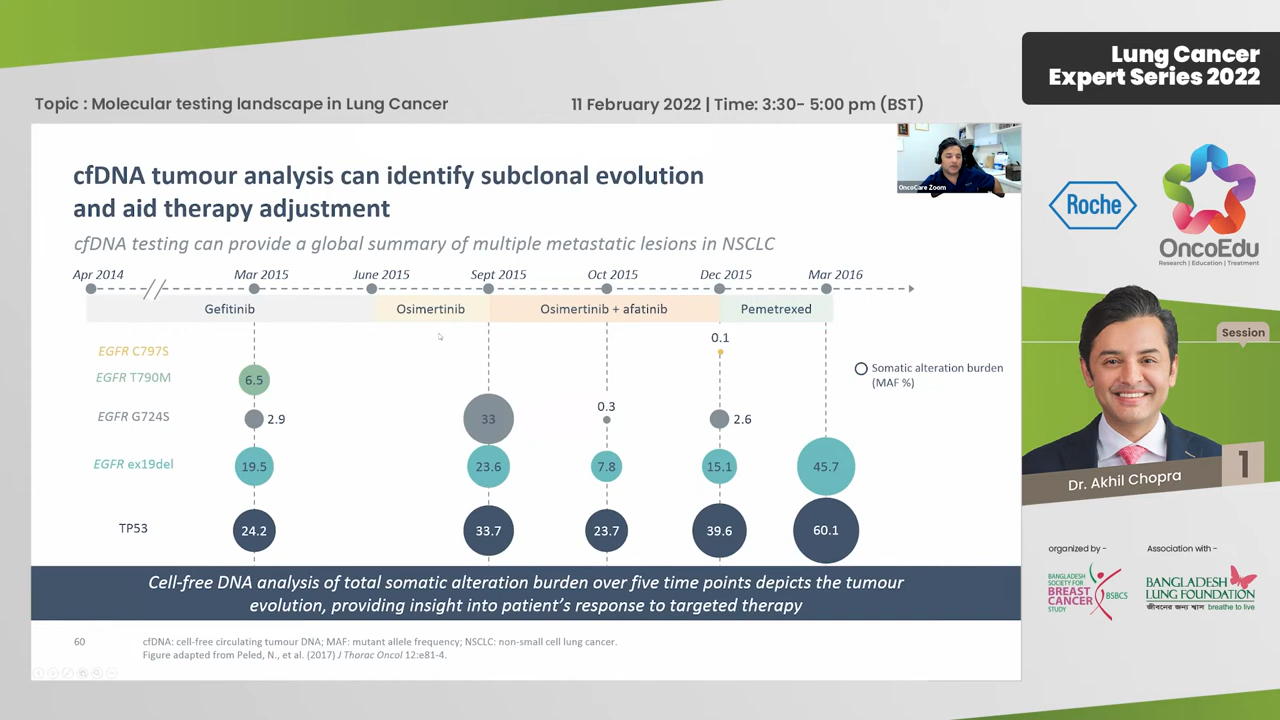 Lung Cancer
Expert Series 2022
Topic : Molecular testing landscape in Lung Cancer
11 February 2022 | Time: 3:30- 5:00 pm (BST)
cfDNA tumour analysis can identify subclonal evolution
and aid therapy adjustment
OncoCare Zoom
cfDNA testing can provide a global summary of multiple metastatic lesions in NSCLC
Apr 2014 Mar 2015 June 2015 Sept 2015 Oct 2015 Dec 2015 Mar 2016
Gefitinib Osimertinib Osimertinib + afatinib Pemetrexed
EGFR C797S 0.1
EGFR T790M 6.5
Somatic alteration burden
(MAF %)
EGFR G724S 2.9 33 0.3 2.6
EGFR ex19del 19.5 23.6 7.8 15.1 45.7
TP53 24.2 33.7 23.7 39.6 60.1
Cell-free DNA analysis of total somatic alteration burden over five time points depicts the tumour
evolution, providing insight into patient's response to targeted therapy
60
cfDNA: cell-free circulating tumour DNA; MAF: mutant allele frequency; NSCLC: non-small cell lung cancer.
Figure adapted from Peled, N., et al. (2017) J Thorac Oncol 12:e81-4.
Roche
OncoEdu
Research | Education | Treatment
Session
1
Dr. Akhil Chopra
organized by -
Association with -
BANGLADESH
SOCIETY FOR
BREAST
CANCER
STUDY
BSBCS
BANGLADESH
LUNG FOUNDATION
জীবনের জন্য শ্বাস breathe to live